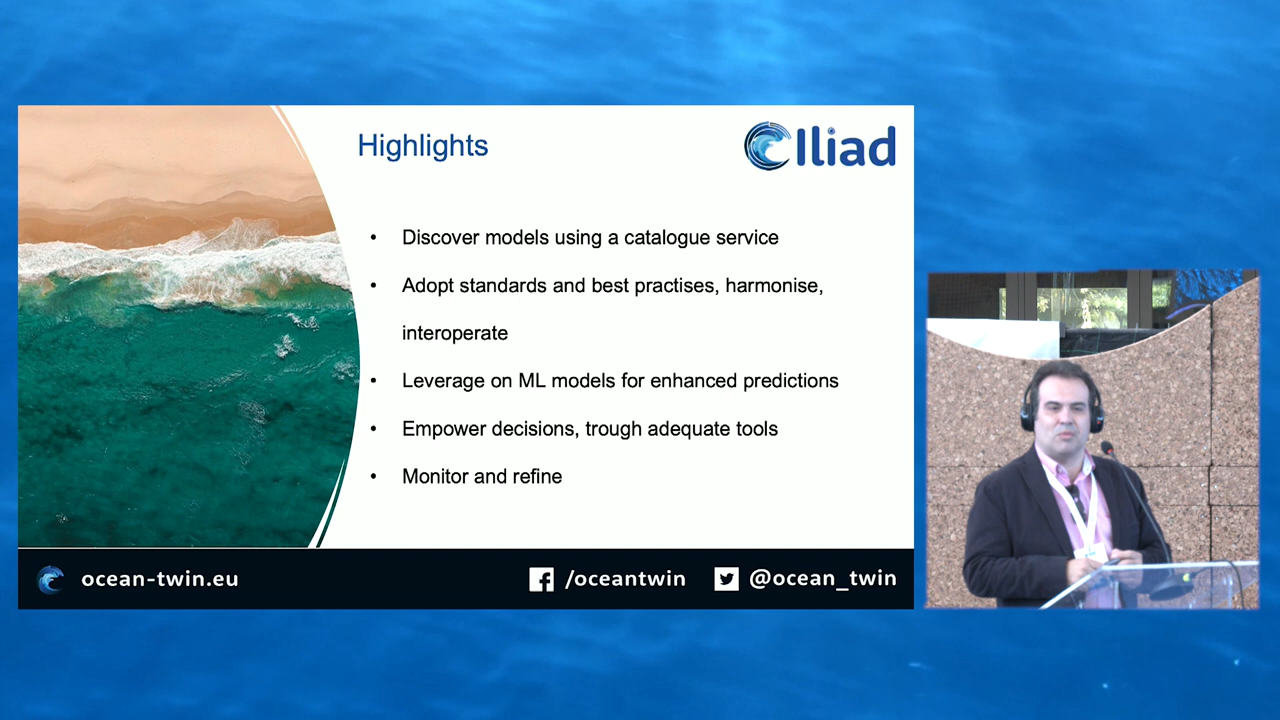 Highlights
Iliad
• Discover models using a catalogue service
• Adopt standards and best practises, harmonise,
interoperate
• Leverage on ML models for enhanced predictions
• Empower decisions, trough adequate tools
• Monitor and refine
ocean-twin.eu
/oceantwin
@ocean_twin